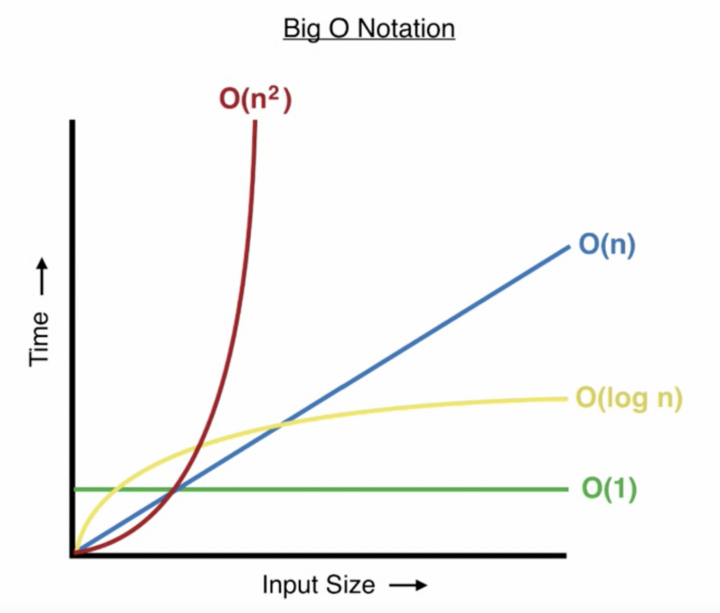 Big O Notation
O(n²)
O(n)
Time →
O(log n)
O(1)
Input Size →